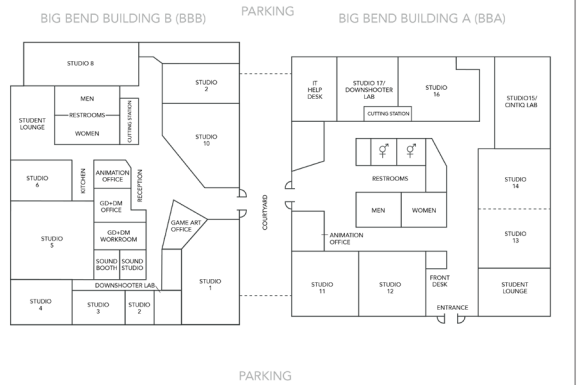 PARKING
BIG BEND BUILDING B (BBB)
BIG BEND BUILDING A (BBA)
STUDIO 8
STUDIO
2
STUDENT
LOUNGE
MEN
RESTROOMS
WOMEN
CUTTING STATION
STUDIO
10
STUDIO
6
KITCHEN
ANIMATION
OFFICE
RECEPTION
GD+DM
OFFICE
GAME ART
OFFICE
STUDIO
5
GD+DM
WORKROOM
SOUND
BOOTH
SOUND
STUDIO
DOWNSHOOTER LAB
STUDIO
1
STUDIO
4
STUDIO
3
STUDIO
2
COURTYARD
IT
HELP
DESK
STUDIO 17/
DOWNSHOOTER
LAB
STUDIO
16
CUTTING STATION
STUDIO15/
CINTIQ LAB
RESTROOMS
MEN
WOMEN
STUDIO
14
ANIMATION
OFFICE
STUDIO
13
STUDIO
11
STUDIO
12
FRONT
DESK
STUDENT
LOUNGE
ENTRANCE
PARKING